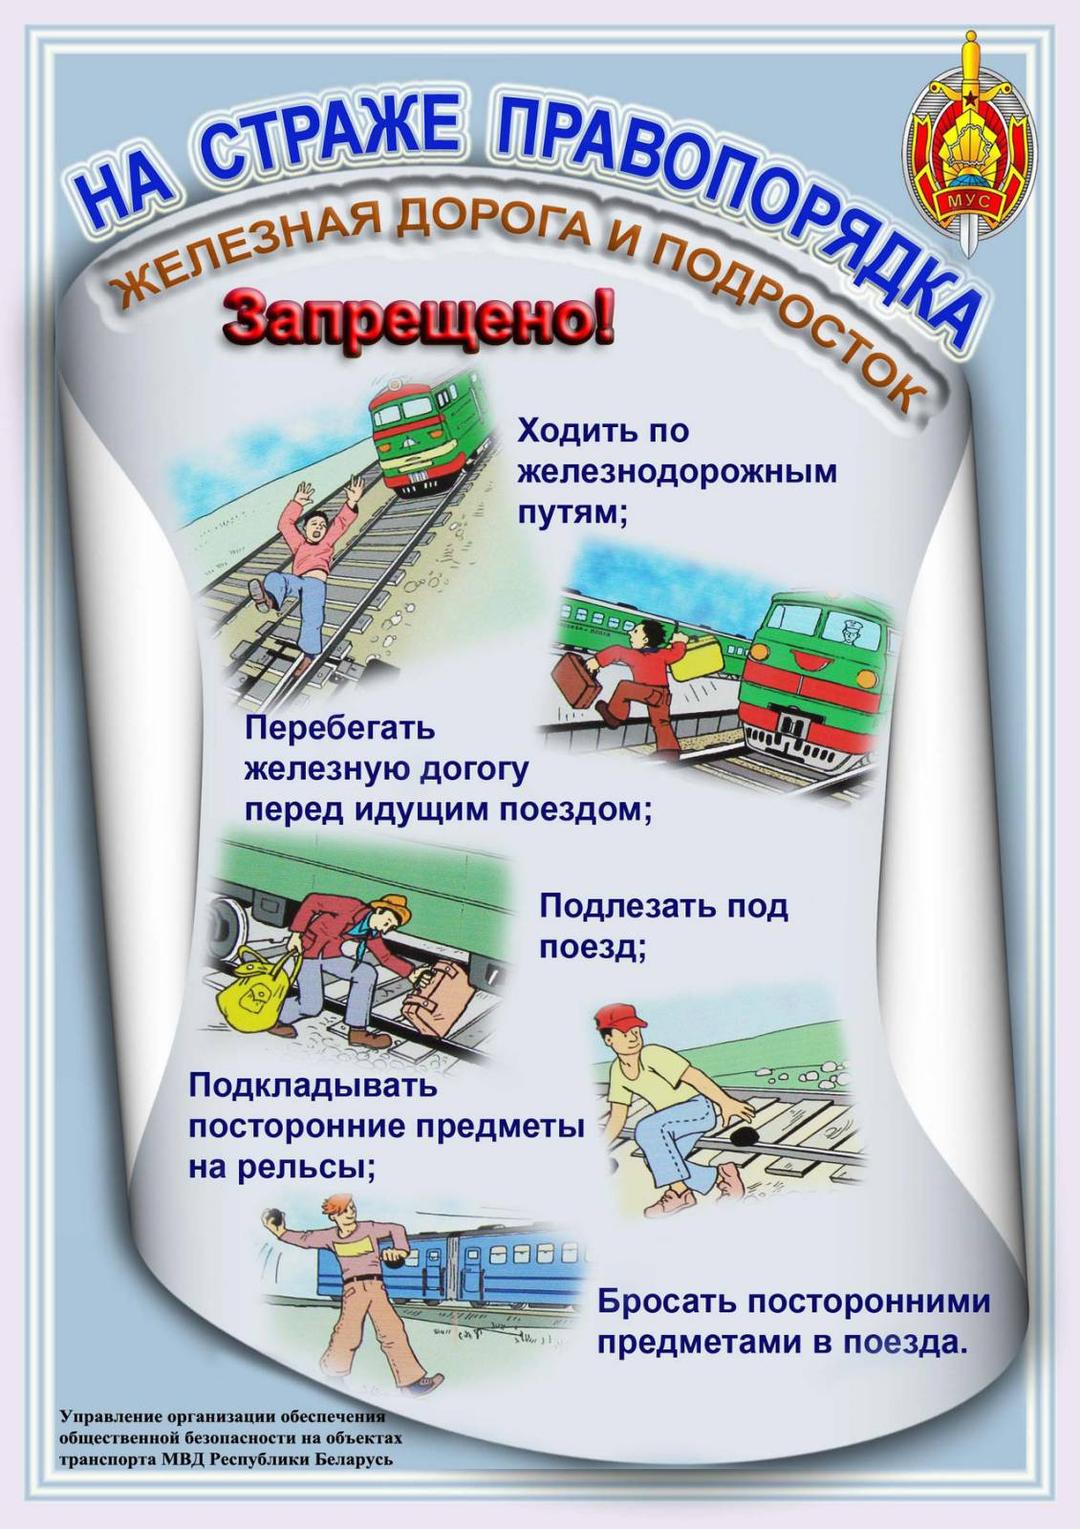 НА СТРАЖЕ ПРАВОПОРЯДКА
МУС
ЖЕЛЕЗНАЯ ДОРОГА И ПОДРОСТОК
Запрещено!
Ходить по
железнодорожным
путям;
Перебегать
железную догогу
перед идущим поездом;
Подлезать под
поезд;
Подкладывать
посторонние предметы
на рельсы;
Бросать посторонними
предметами в поезда.
Управление организации обеспечения
общественной безопасности на объектах
транспорта МВД Республики Беларусь